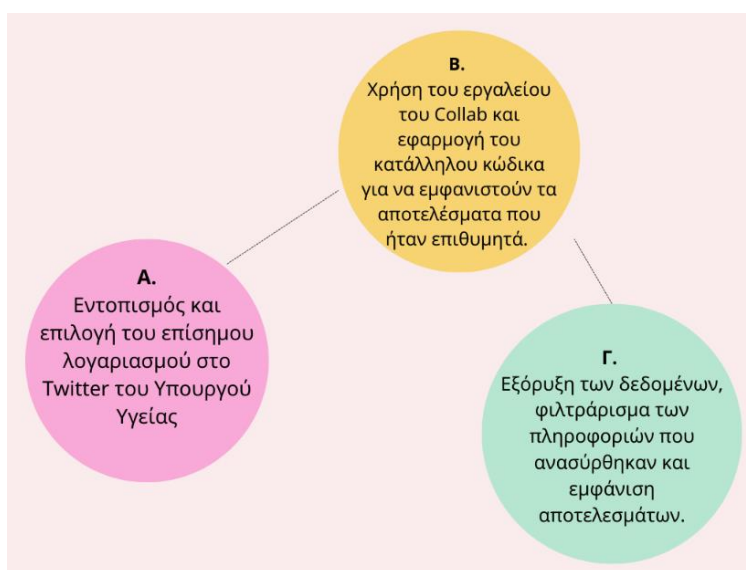 Α.
Εντοπισμός και
επιλογή του επίσημου
λογαριασμού στο
Twitter του Υπουργού
Υγείας
Β.
Χρήση του εργαλείου
του Collab και
εφαρμογή του
κατάλληλου κώδικα
για να εμφανιστούν τα
αποτελέσματα που
ήταν επιθυμητά.
Γ.
Εξόρυξη των δεδομένων,
φιλτράρισμα των
πληροφοριών που
ανασύρθηκαν και
εμφάνιση
αποτελεσμάτων.